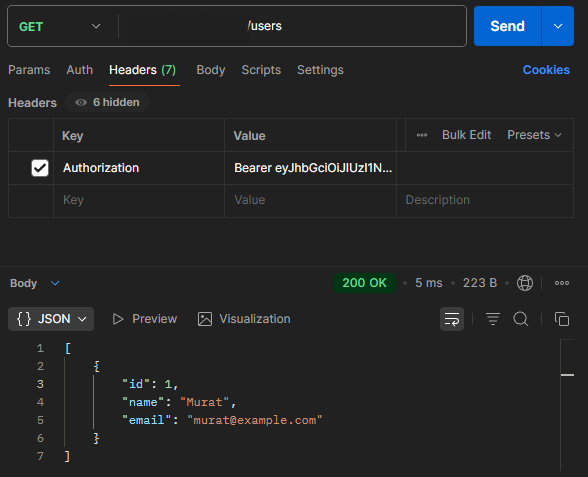 GET /users Send
Params Auth Headers (7) Body Scripts Settings Cookies
Headers 6 hidden
Key Value ••• Bulk Edit Presets
Authorization Bearer eyJhbGciOiJIUzI1N...
Key Value Description
Body 200 OK • 5 ms • 223 B •
{} JSON Preview Visualization
1 [
2 {
3 "id": 1,
4 "name": "Murat",
5 "email": "murat@example.com"
6 }
7 ]